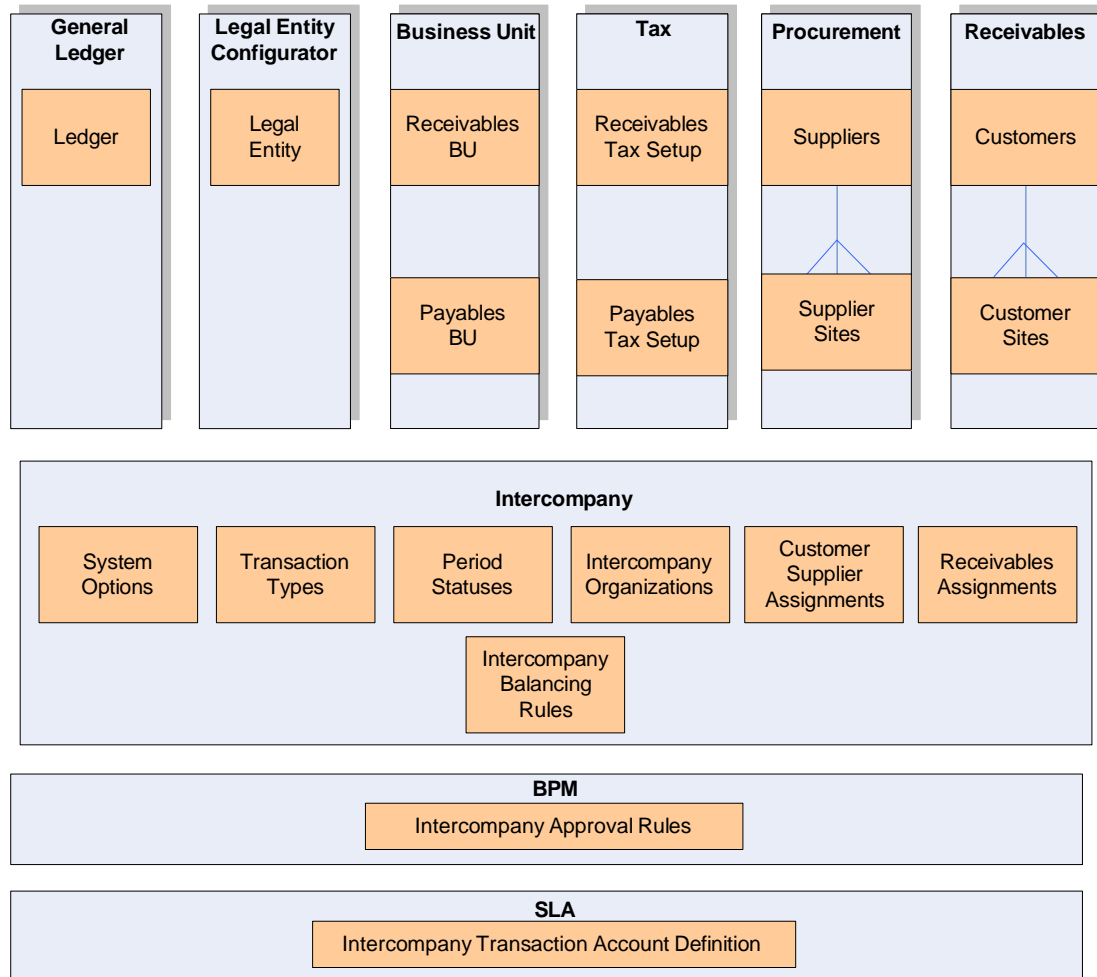 General
Ledger
Legal Entity
Configurator
Business Unit
Tax
Procurement
Receivables
Ledger
Legal
Entity
Receivables
BU
Receivables
Tax Setup
Suppliers
Customers
Payables
BU
Payables
Tax Setup
Supplier
Sites
Customer
Sites
Intercompany
System
Options
Transaction
Types
Period
Statuses
Intercompany
Organizations
Customer
Supplier
Assignments
Receivables
Assignments
Intercompany
Balancing
Rules
BPM
Intercompany Approval Rules
SLA
Intercompany Transaction Account Definition